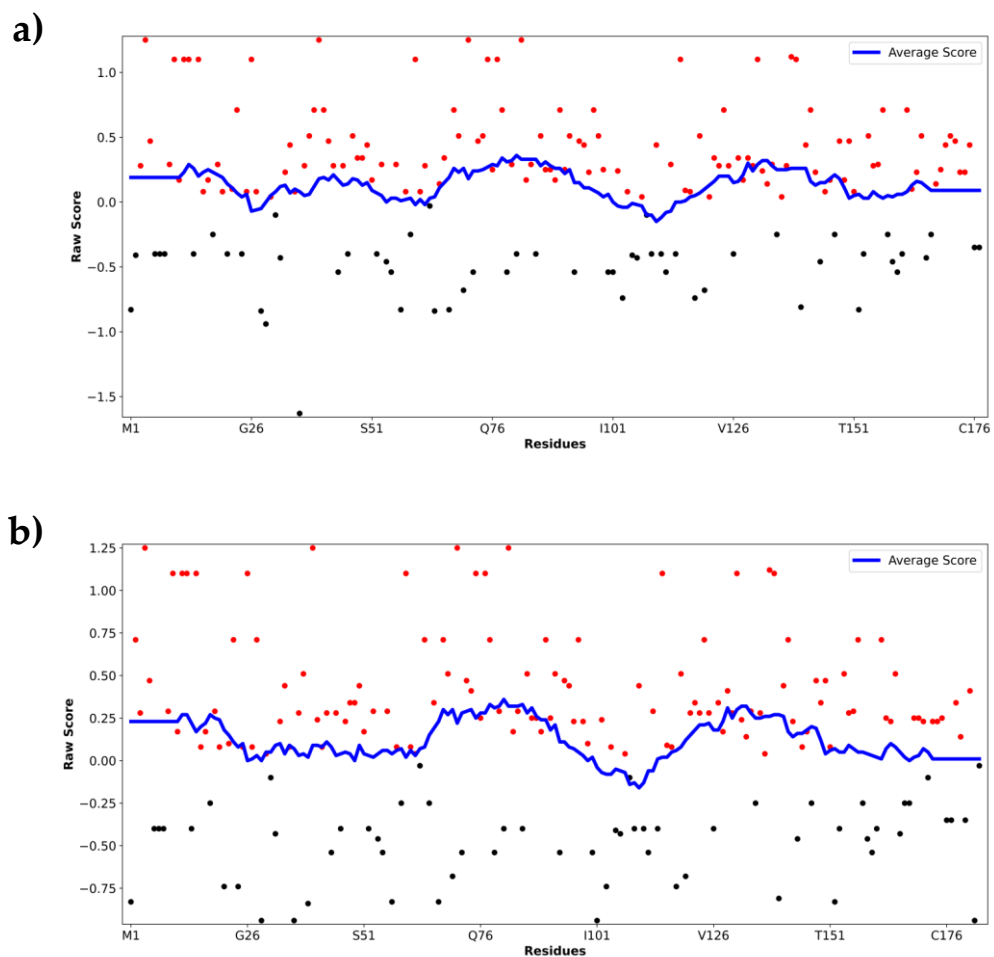 a)
Average Score
1.0
0.5
0.0
−0.5
−1.0
−1.5
Raw Score
M1 G26 S51 Q76 I101 V126 T151 C176
Residues
b)
Average Score
1.25
1.00
0.75
0.50
0.25
0.00
−0.25
−0.50
−0.75
Raw Score
M1 G26 S51 Q76 I101 V126 T151 C176
Residues